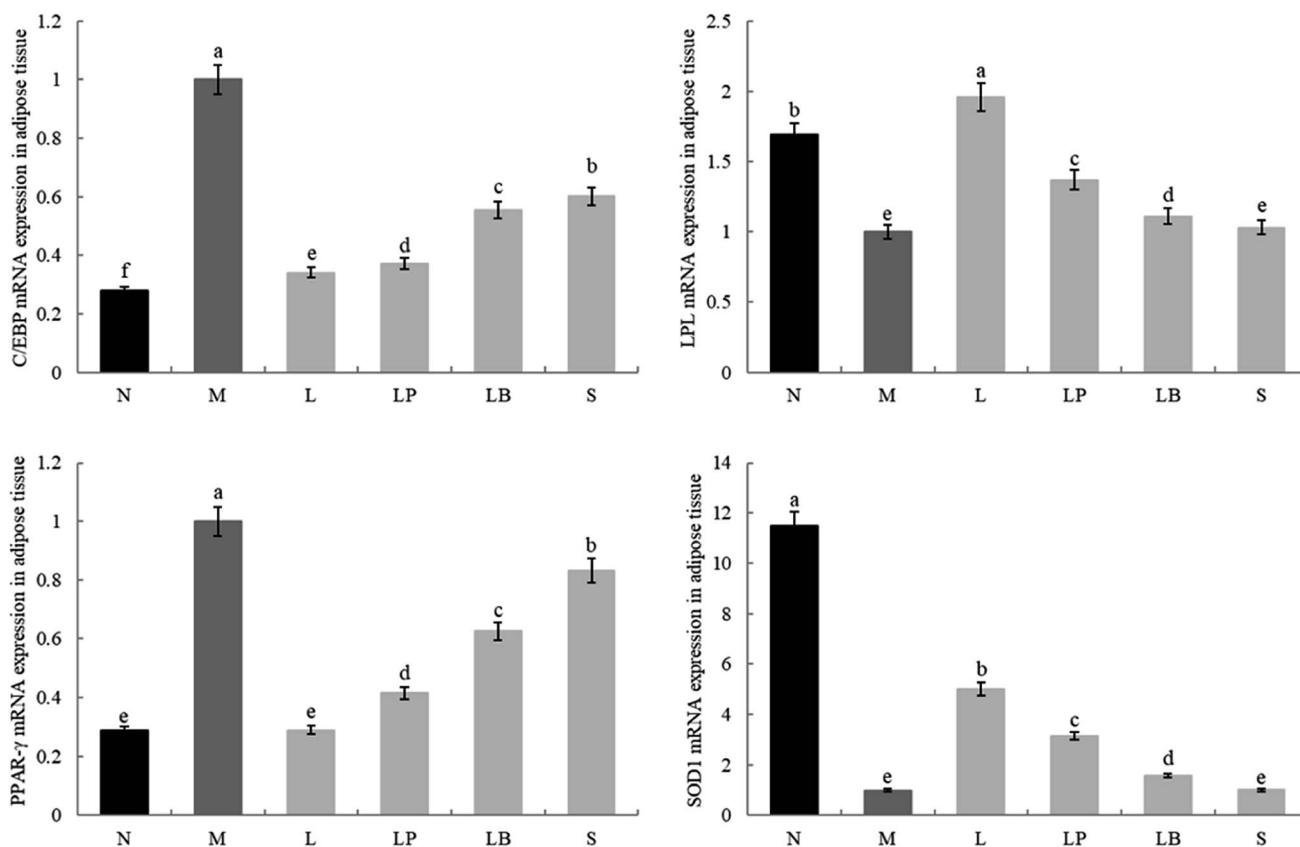 C/EBP mRNA expression in adipose tissue
1.2
1
0.8
0.6
0.4
0.2
0
f
a
e
d
c
b
N M L LP LB S
LPL mRNA expression in adipose tissue
2.5
2
1.5
1
0.5
0
b
e
a
c
d
e
N M L LP LB S
PPAR-γ mRNA expression in adipose tissue
1.2
1
0.8
0.6
0.4
0.2
0
e
a
e
d
c
b
N M L LP LB S
SOD1 mRNA expression in adipose tissue
14
12
10
8
6
4
2
0
a
e
b
c
d
e
N M L LP LB S